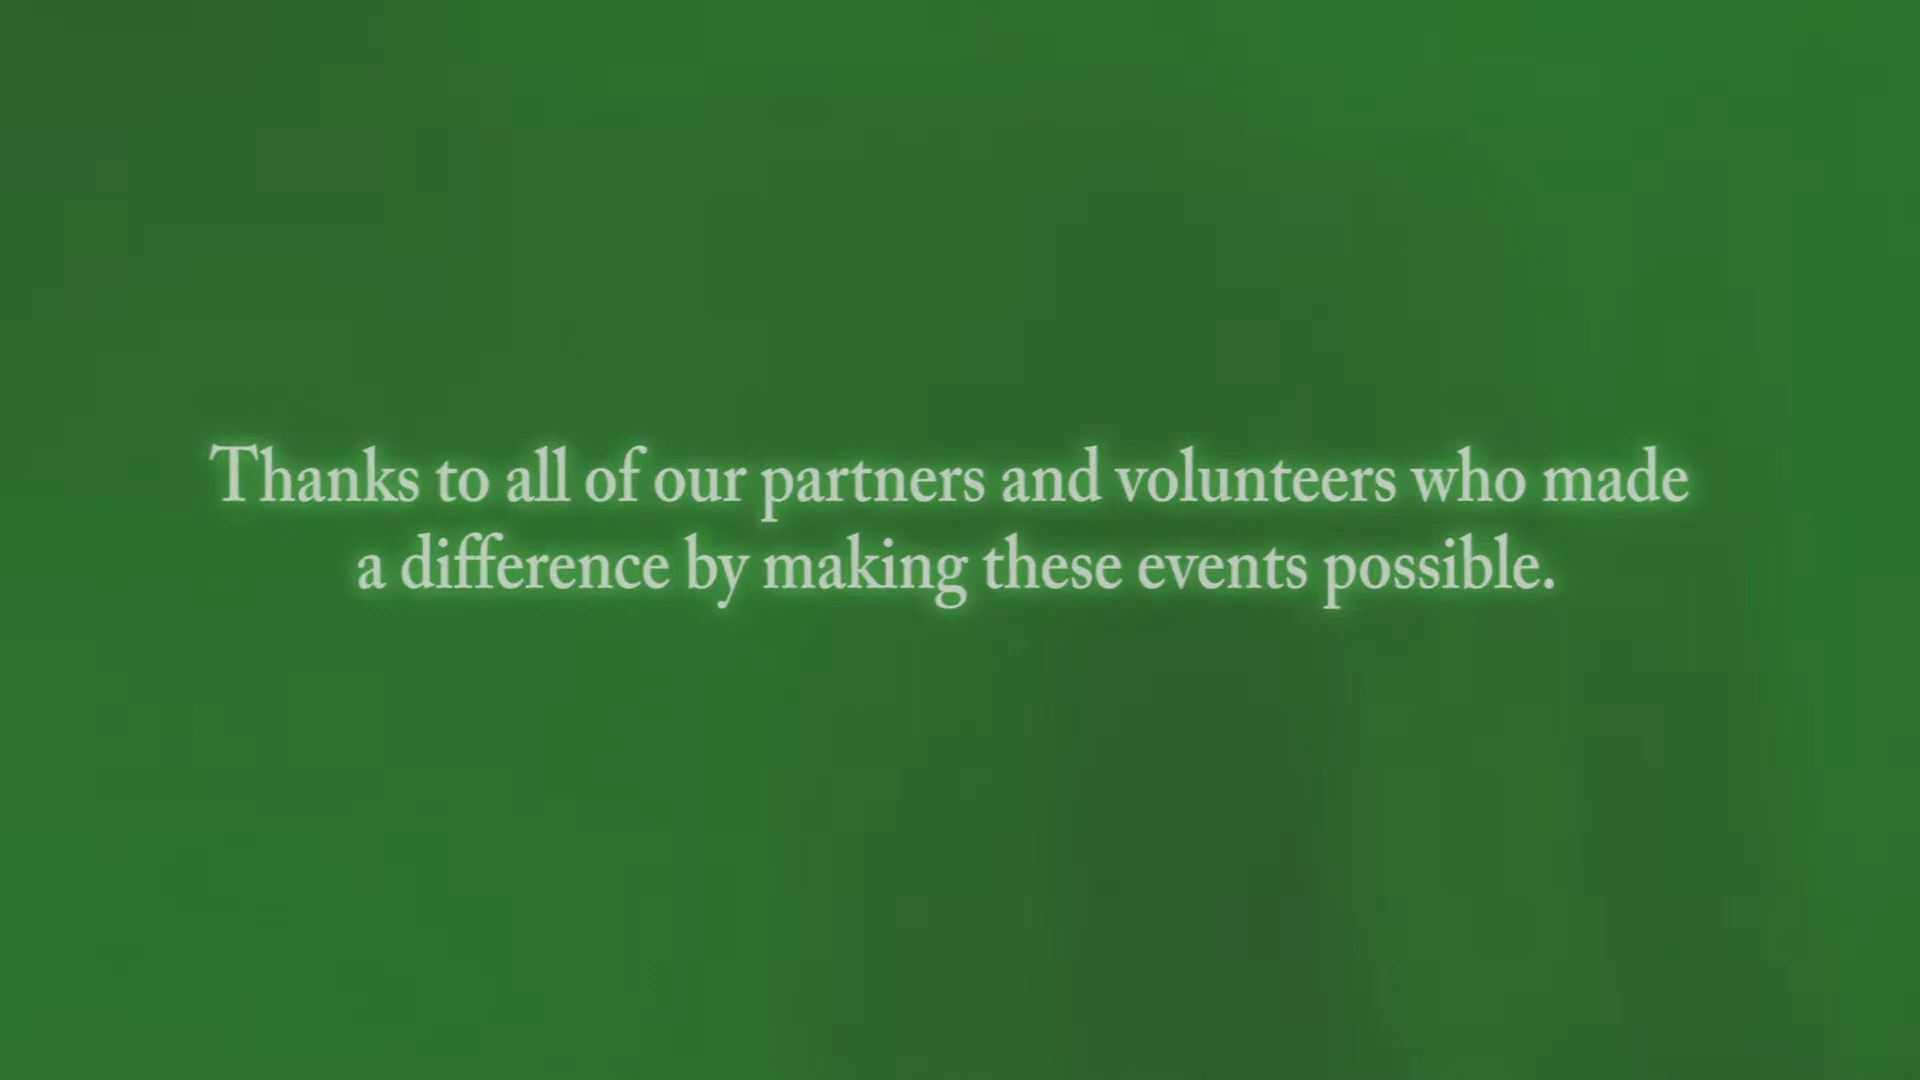 Thanks to all of our partners and volunteers who made
a difference by making these events possible.